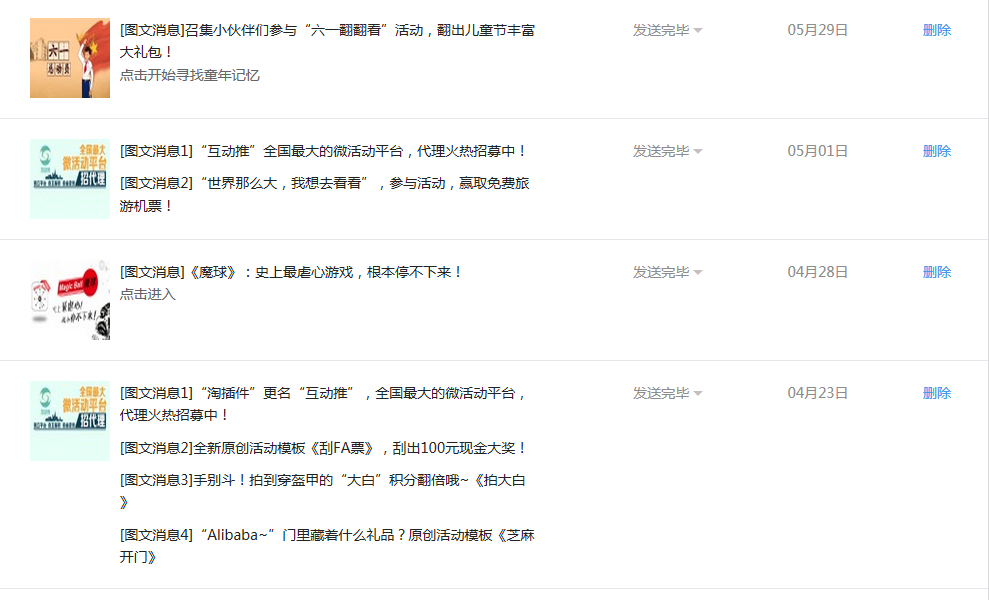 [图文消息]召集小伙伴们参与“六一翻翻看”活动，翻出儿童节丰富
大礼包！
点击开始寻找童年记忆
发送完毕
05月29日
删除
六一
总动员
[图文消息1]“互动推”全国最大的微活动平台，代理火热招募中！
[图文消息2]“世界那么大，我想去看看”，参与活动，赢取免费旅
游机票！
发送完毕
05月01日
删除
全国最大
微活动平台
招代理
[图文消息]《魔球》：史上最虐心游戏，根本停不下来！
点击进入
发送完毕
04月28日
删除
Magic Ball 魔球
[图文消息1]“淘插件”更名“互动推”，全国最大的微活动平台，
代理火热招募中！
[图文消息2]全新原创活动模板《刮FA票》，刮出100元现金大奖！
[图文消息3]手别斗！拍到穿盔甲的“大白”积分翻倍哦~《拍大白
》
[图文消息4]“Alibaba~”门里藏着什么礼品？原创活动模板《芝麻
开门》
发送完毕
04月23日
删除
全国最大
微活动平台
招代理